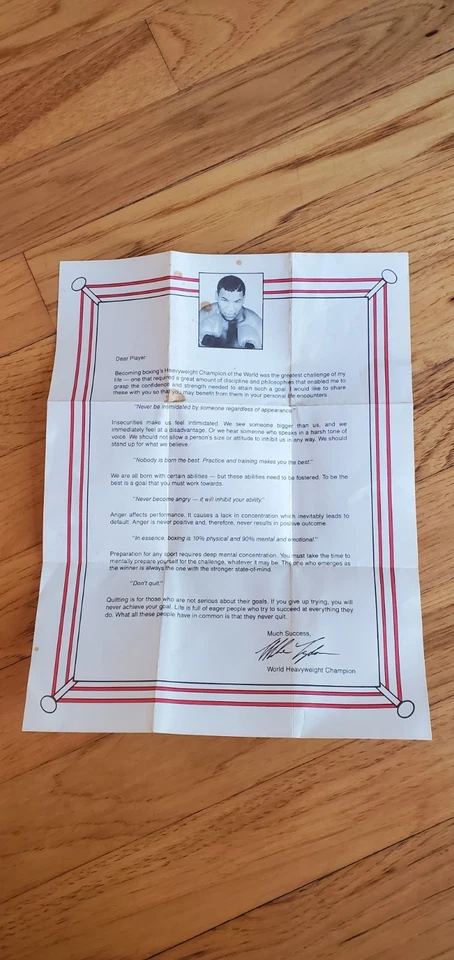 Dear Player:
Becoming boxing's Heavyweight Champion of the World was the greatest challenge of my
life — one that required a great amount of discipline and philosophies that enabled me to
grasp the confidence and strength needed to attain such a goal. I would like to share
these with you so that you may benefit from them in your personal life encounters.
"Never be intimidated by someone regardless of appearance"
Insecurities make us feel intimidated. We see someone bigger than us, and we
immediately feel at a disadvantage. Or we hear someone who speaks in a harsh tone of
voice. We should not allow a person's size or attitude to inhibit us in any way. We should
stand up for what we believe.
"Nobody is born the best. Practice and training makes you the best."
We are all born with certain abilities — but these abilities need to be fostered. To be the
best is a goal that you must work towards.
"Never become angry — it will inhibit your ability"
Anger affects performance. It causes a lack in concentration which inevitably leads to
default. Anger is never positive and, therefore, never results in positive outcome.
"In essence, boxing is 10% physical and 90% mental and emotional."
Preparation for any sport requires deep mental concentration. You must take the time to
mentally prepare yourself for the challenge, whatever it may be. The one who emerges as
the winner is always the one with the stronger state-of-mind.
"Don't quit."
Quitting is for those who are not serious about their goals. If you give up trying, you will
never achieve your goal. Life is full of eager people who try to succeed at everything they
do. What all these people have in common is that they never quit.
Much Success,
Mike Tyson
World Heavyweight Champion